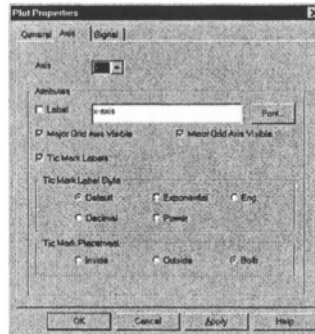 Plot Properties
General Axis Signal
Axis
Attributes
Label x-axis Font...
Major Grid Axis Visible Minor Grid Axis Visible
Tic Mark Labels
Tic Mark Label Style
Default Exponential Eng
Decimal Power
Tic Mark Placement
Inside Outside Both
OK Cancel Apply Help